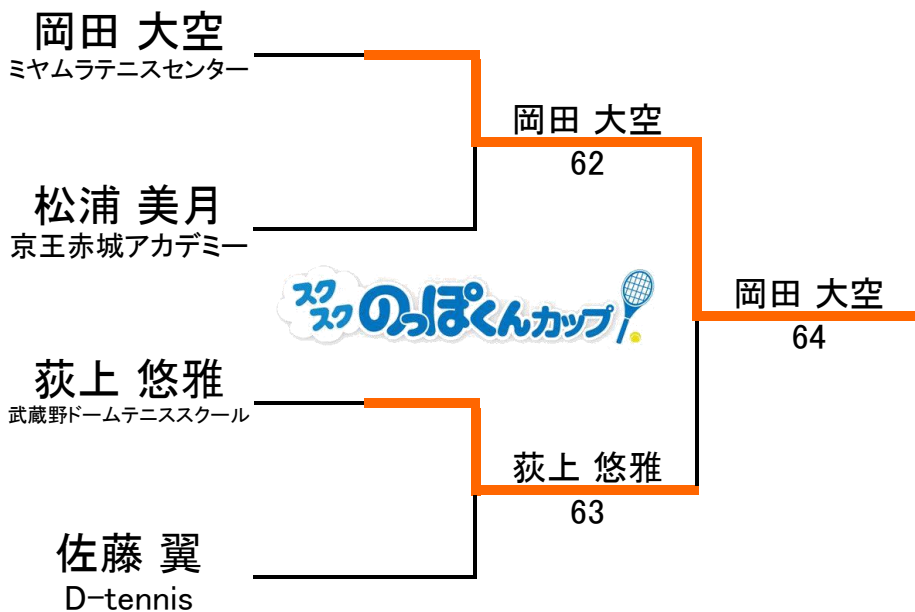 岡田 大空
ミヤムラテニスセンター
岡田 大空
62
松浦 美月
京王赤城アカデミー
スクスクのっぽくんカップ
岡田 大空
64
荻上 悠雅
武蔵野ドームテニススクール
荻上 悠雅
63
佐藤 翼
D-tennis